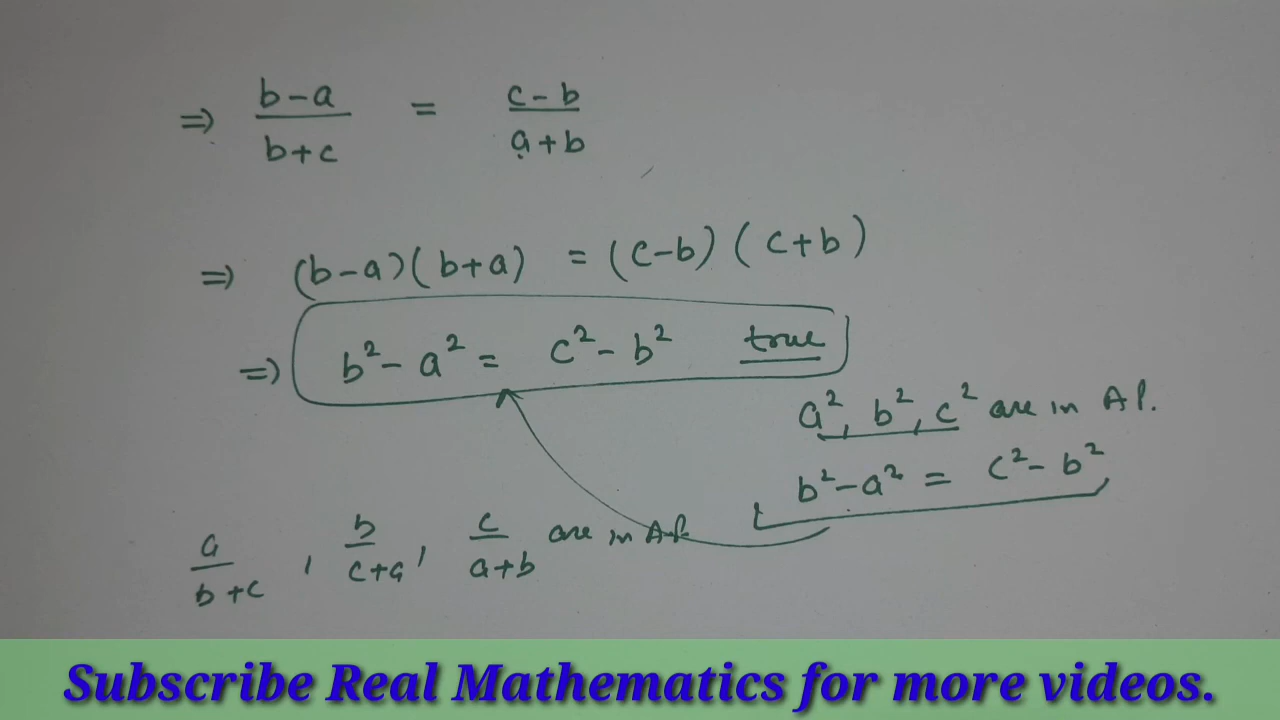 ⇒ b-a / b+c = c-b / a+b
⇒ (b-a)(b+a) = (c-b)(c+b)
⇒ b² - a² = c² - b² true
a², b², c² are in AP.
b² - a² = c² - b²
a / b+c , b / c+a , c / a+b are in A.P.
Subscribe Real Mathematics for more videos.